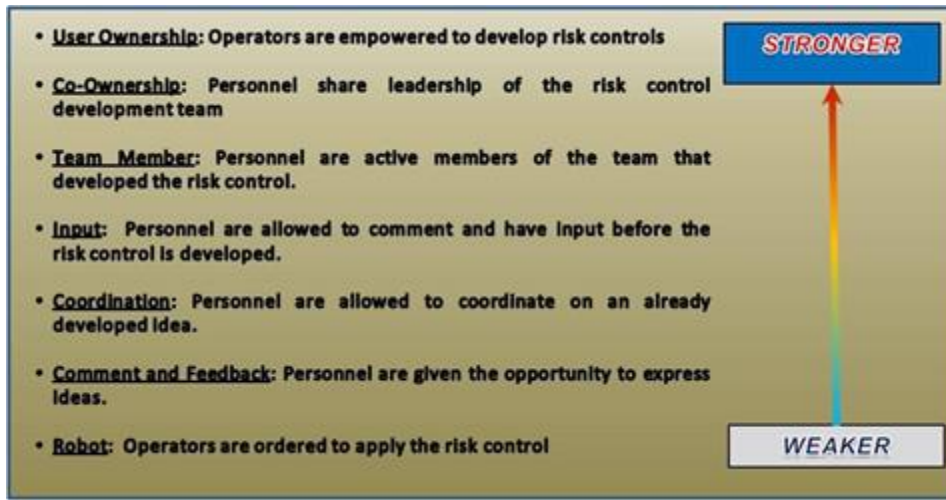 • User Ownership: Operators are empowered to develop risk controls
STRONGER
• Co-Ownership: Personnel share leadership of the risk control
development team
• Team Member: Personnel are active members of the team that
developed the risk control.
• Input: Personnel are allowed to comment and have input before the
risk control is developed.
• Coordination: Personnel are allowed to coordinate on an already
developed idea.
• Comment and Feedback: Personnel are given the opportunity to express
ideas.
• Robot: Operators are ordered to apply the risk control
WEAKER